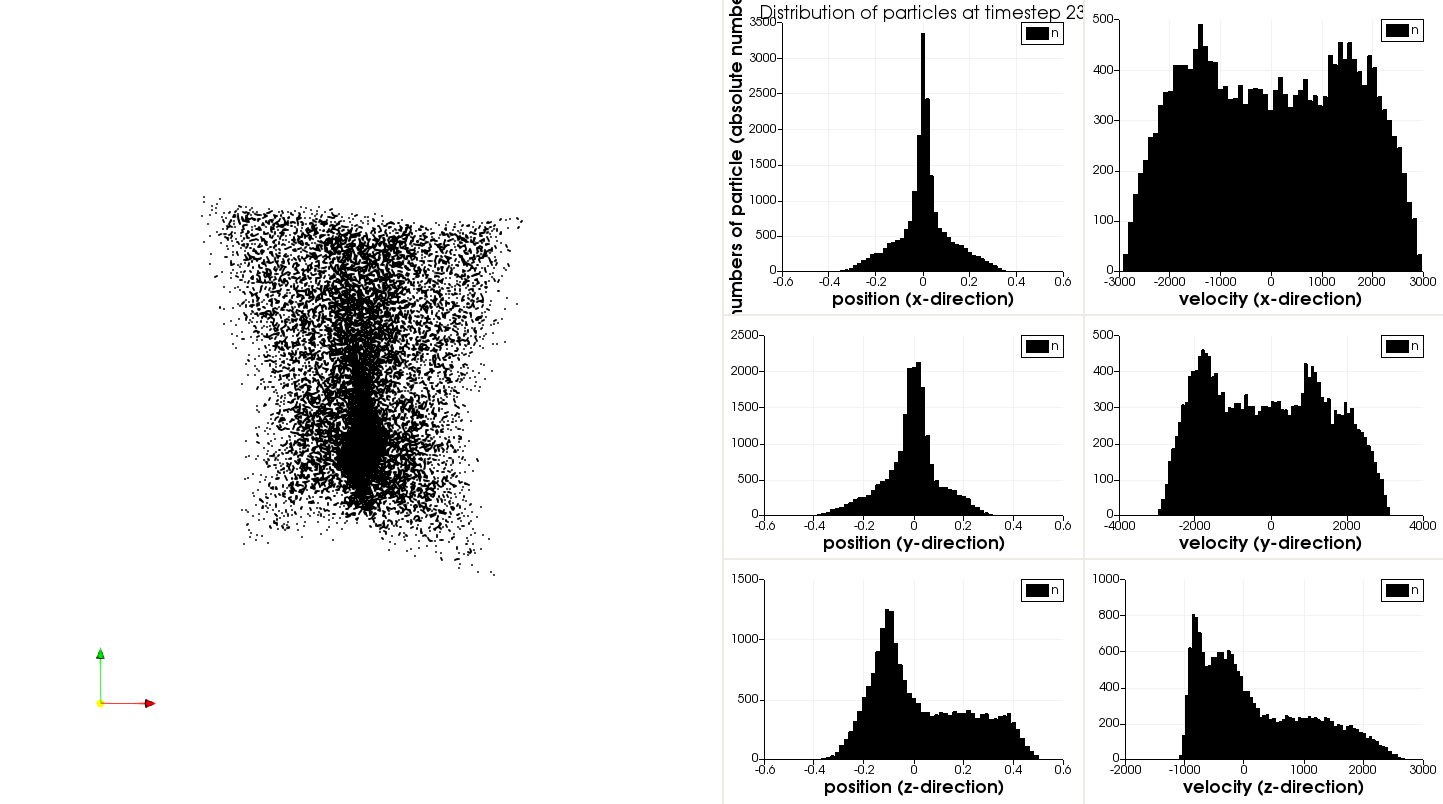 Distribution of particles at timestep 23
numbers of particle (absolute numbe
3500
3000
2500
2000
1500
1000
500
0
n
-0.6 -0.4 -0.2 0 0.2 0.4 0.6
position (x-direction)
500
400
300
200
100
0
n
-3000 -2000 -1000 0 1000 2000 3000
velocity (x-direction)
2500
2000
1500
1000
500
0
n
-0.6 -0.4 -0.2 0 0.2 0.4 0.6
position (y-direction)
500
400
300
200
100
0
n
-4000 -2000 0 2000 4000
velocity (y-direction)
1500
1000
500
0
n
-0.6 -0.4 -0.2 0 0.2 0.4 0.6
position (z-direction)
1000
800
600
400
200
0
n
-2000 -1000 0 1000 2000 3000
velocity (z-direction)